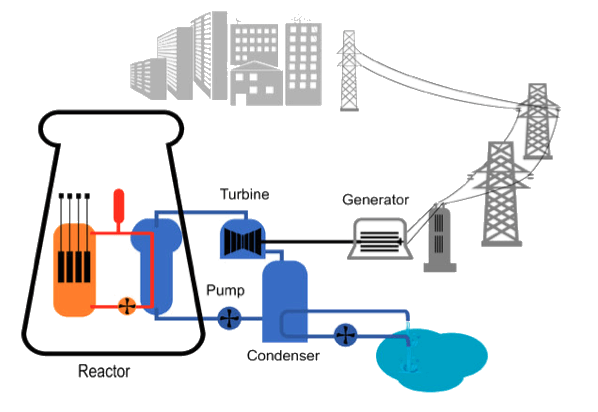 Turbine
Generator
Pump
Condenser
Reactor